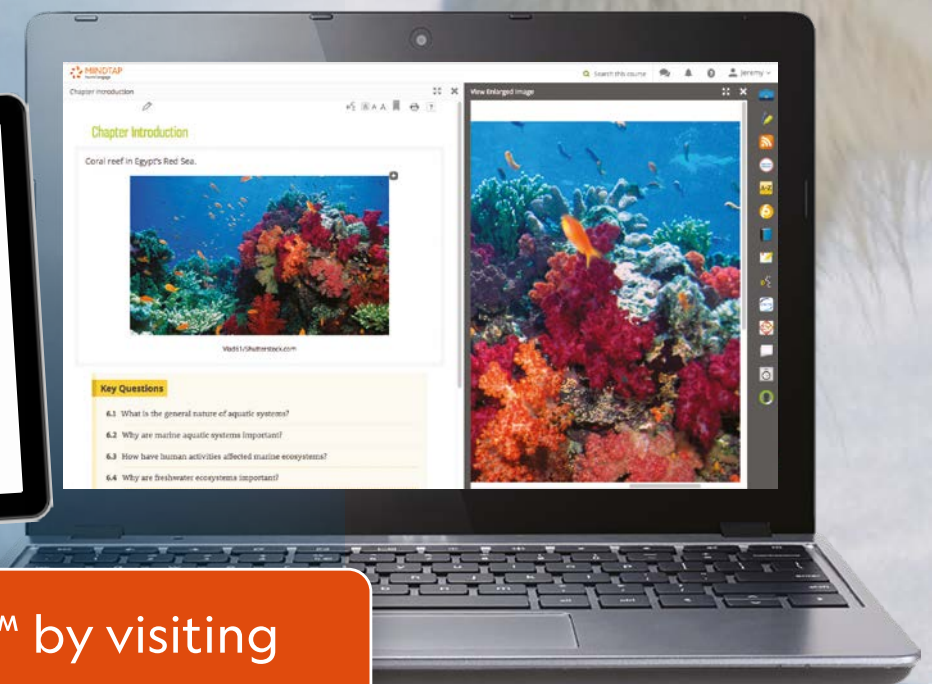 MINDTAP
Search this course
Jeremy
Chapter Introduction
View Enlarged Image
A A
?
Chapter Introduction
Coral reef in Egypt's Red Sea.
Vlad61/Shutterstock.com
Key Questions
6.1 What is the general nature of aquatic systems?
6.2 Why are marine aquatic systems important?
6.3 How have human activities affected marine ecosystems?
6.4 Why are freshwater ecosystems important?
A-Z
M by visiting